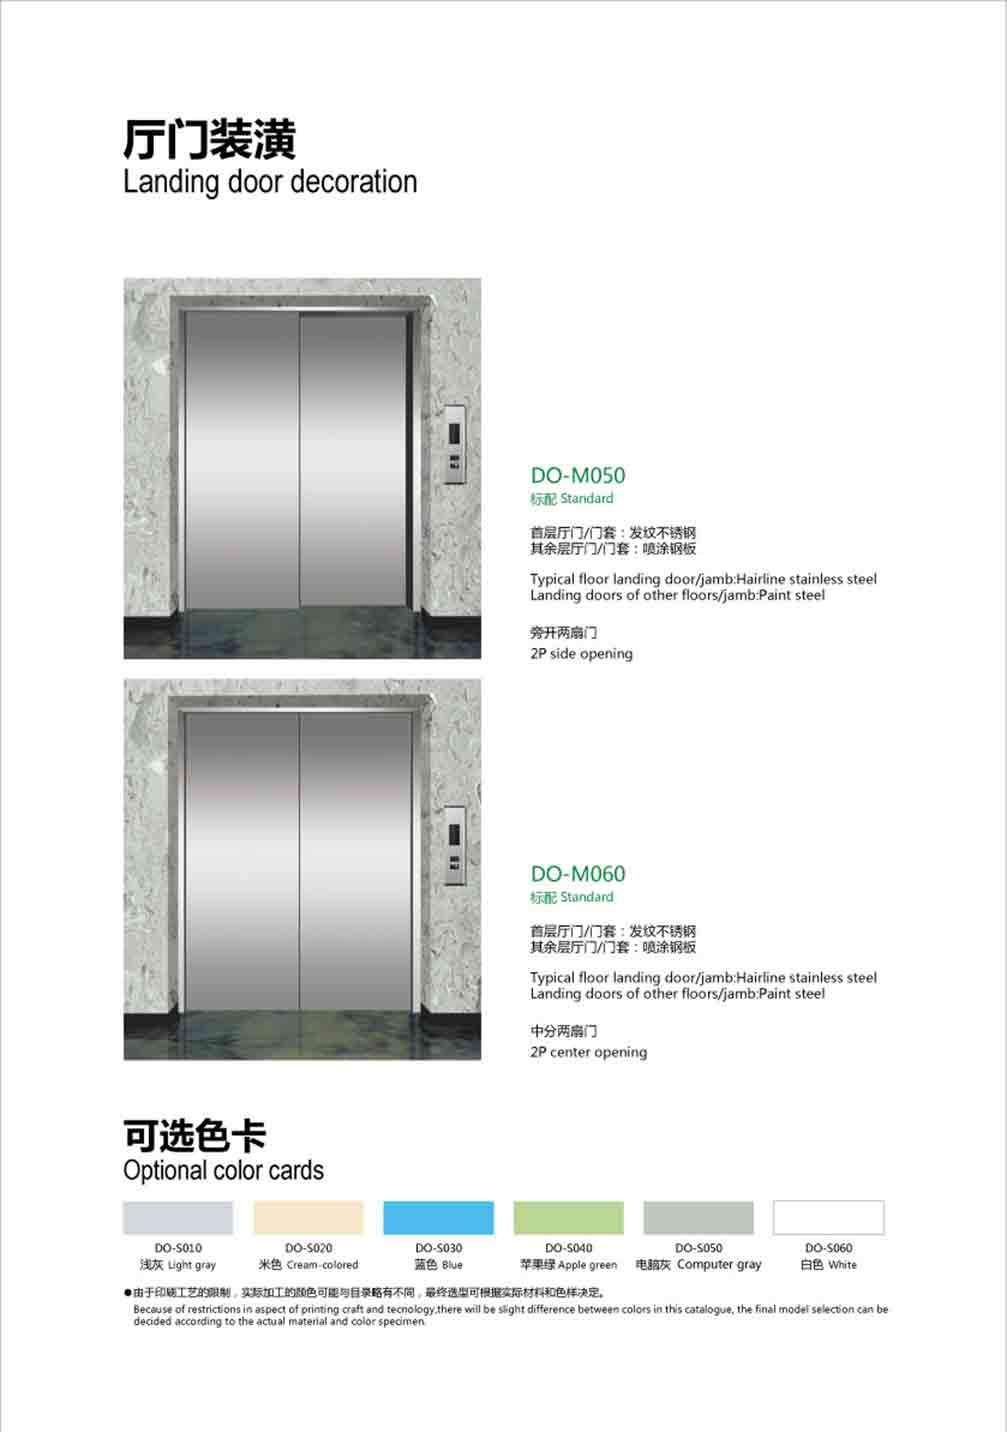 厅门装潢
Landing door decoration
DO-M050
标配 Standard
首层厅门/门套：发纹不锈钢
其余层厅门/门套：喷涂钢板
Typical floor landing door/jamb:Hairline stainless steel
Landing doors of other floors/jamb:Paint steel
旁开两扇门
2P side opening
DO-M060
标配 Standard
首层厅门/门套：发纹不锈钢
其余层厅门/门套：喷涂钢板
Typical floor landing door/jamb:Hairline stainless steel
Landing doors of other floors/jamb:Paint steel
中分两扇门
2P center opening
可选色卡
Optional color cards
DO-S010 DO-S020 DO-S030 DO-S040 DO-S050 DO-S060
浅灰 Light gray 米色 Cream-colored 蓝色 Blue 苹果绿 Apple green 电脑灰 Computer gray 白色 White
●由于印刷工艺的限制，实际加工的颜色可能与目录略有不同，最终选型可根据实际材料和色样决定。
Because of restrictions in aspect of printing craft and tecnology,there will be slight difference between colors in this catalogue, the final model selection can be
decided according to the actual material and color specimen.